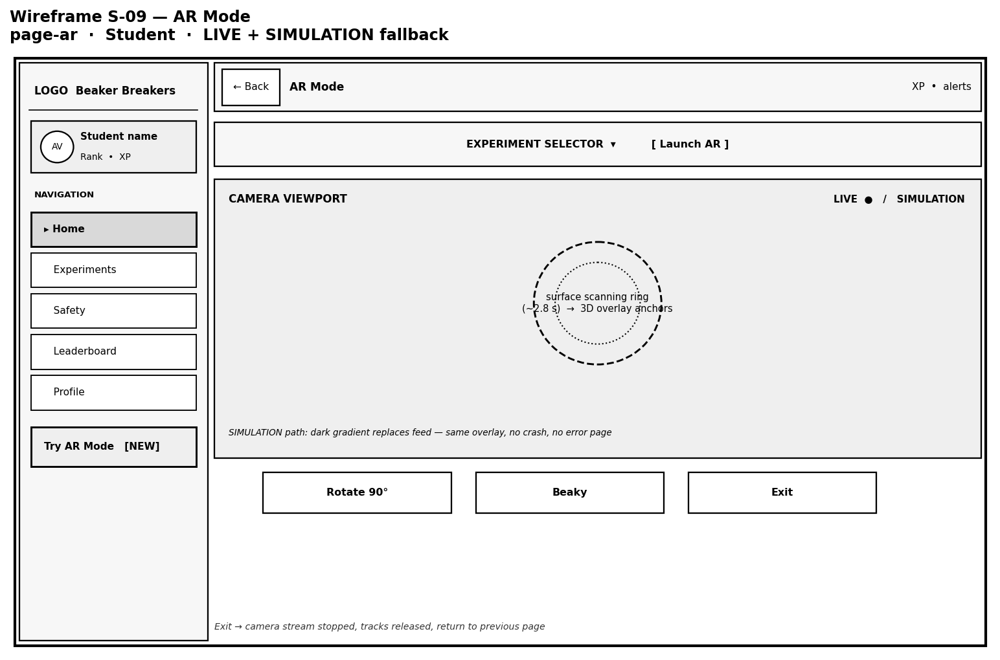 Wireframe S-09 — AR Mode
page-ar · Student · LIVE + SIMULATION fallback
LOGO Beaker Breakers
AV
Student name
Rank • XP
NAVIGATION
▸ Home
Experiments
Safety
Leaderboard
Profile
Try AR Mode [NEW]
← Back
AR Mode
XP • alerts
EXPERIMENT SELECTOR ▾ [ Launch AR ]
CAMERA VIEWPORT
LIVE ● / SIMULATION
surface scanning ring
(~2.8 s) → 3D overlay anchors
SIMULATION path: dark gradient replaces feed — same overlay, no crash, no error page
Rotate 90°
Beaky
Exit
Exit → camera stream stopped, tracks released, return to previous page